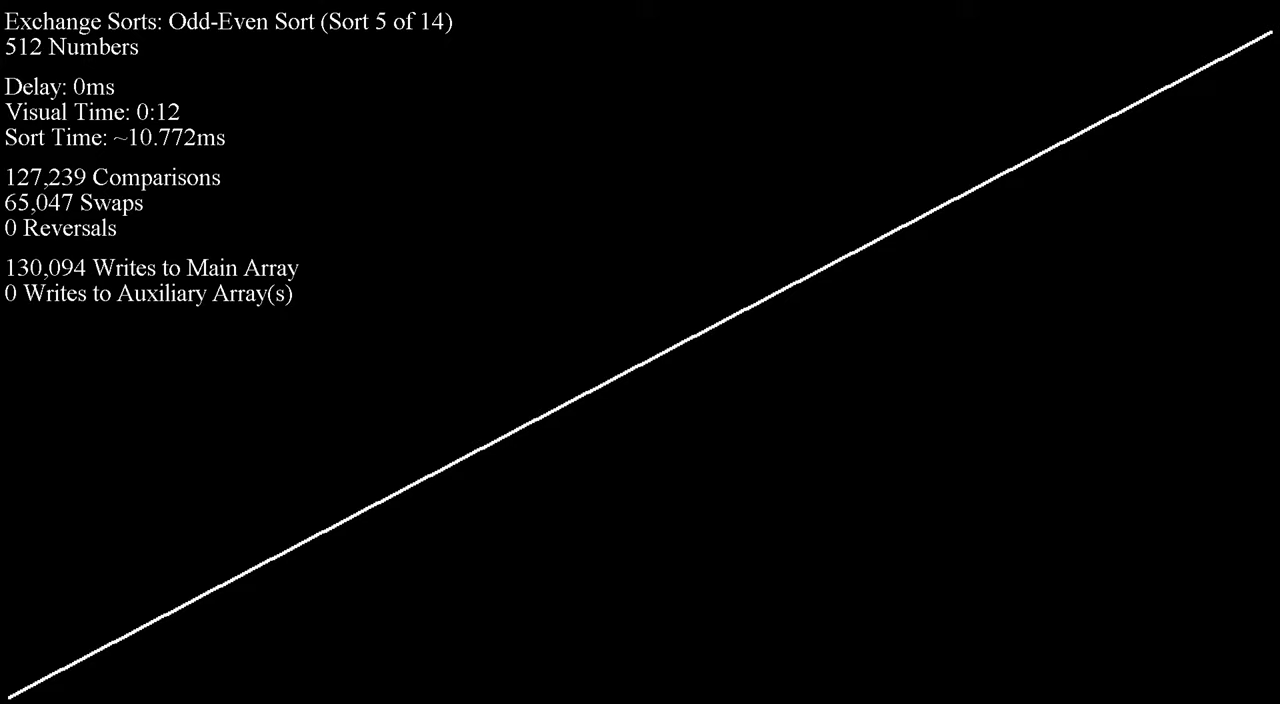 Exchange Sorts: Odd-Even Sort (Sort 5 of 14)
512 Numbers
Delay: 0ms
Visual Time: 0:12
Sort Time: ~10.772ms
127,239 Comparisons
65,047 Swaps
0 Reversals
130,094 Writes to Main Array
0 Writes to Auxiliary Array(s)